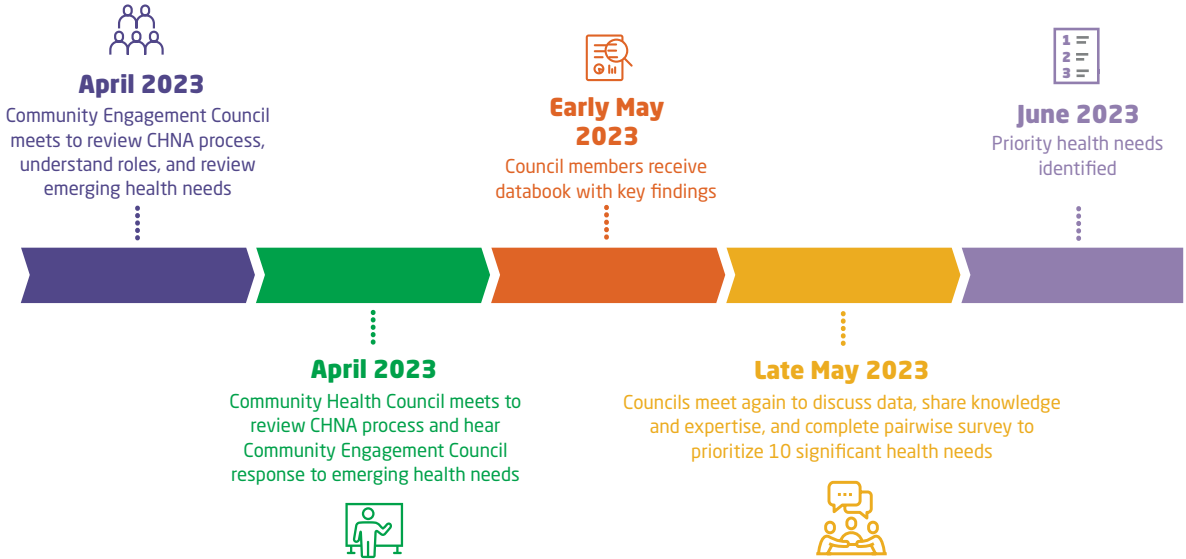 April 2023
Community Engagement Council
meets to review CHNA process,
understand roles, and review
emerging health needs
April 2023
Community Health Council meets to
review CHNA process and hear
Community Engagement Council
response to emerging health needs
Early May
2023
Council members receive
databook with key findings
Late May 2023
Councils meet again to discuss data, share knowledge
and expertise, and complete pairwise survey to
prioritize 10 significant health needs
1
2
3
June 2023
Priority health needs
identified